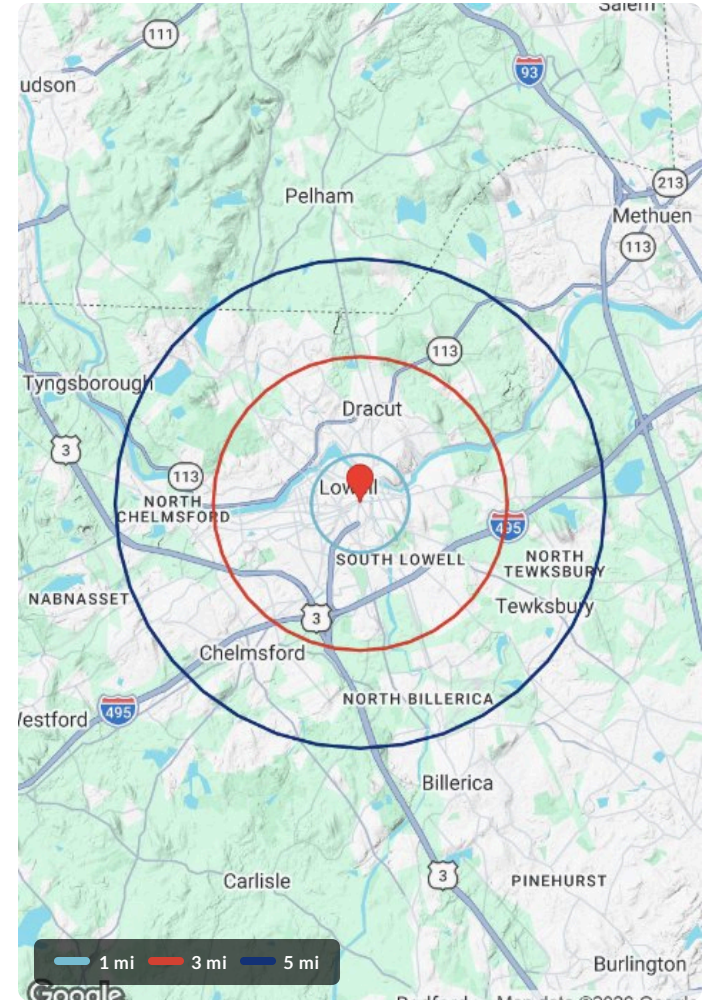 Salem
111
93
udson
213
Pelham
Methuen
113
113
Tyngsborough
Dracut
3
113
Lowell
NORTH
CHELMSFORD
495
SOUTH LOWELL
NORTH
TEWKSBURY
NABNASSET
Tewksbury
3
Chelmsford
NORTH BILLERICA
495
Westford
Billerica
3
Carlisle
PINEHURST
1 mi 3 mi 5 mi
Burlington
Google